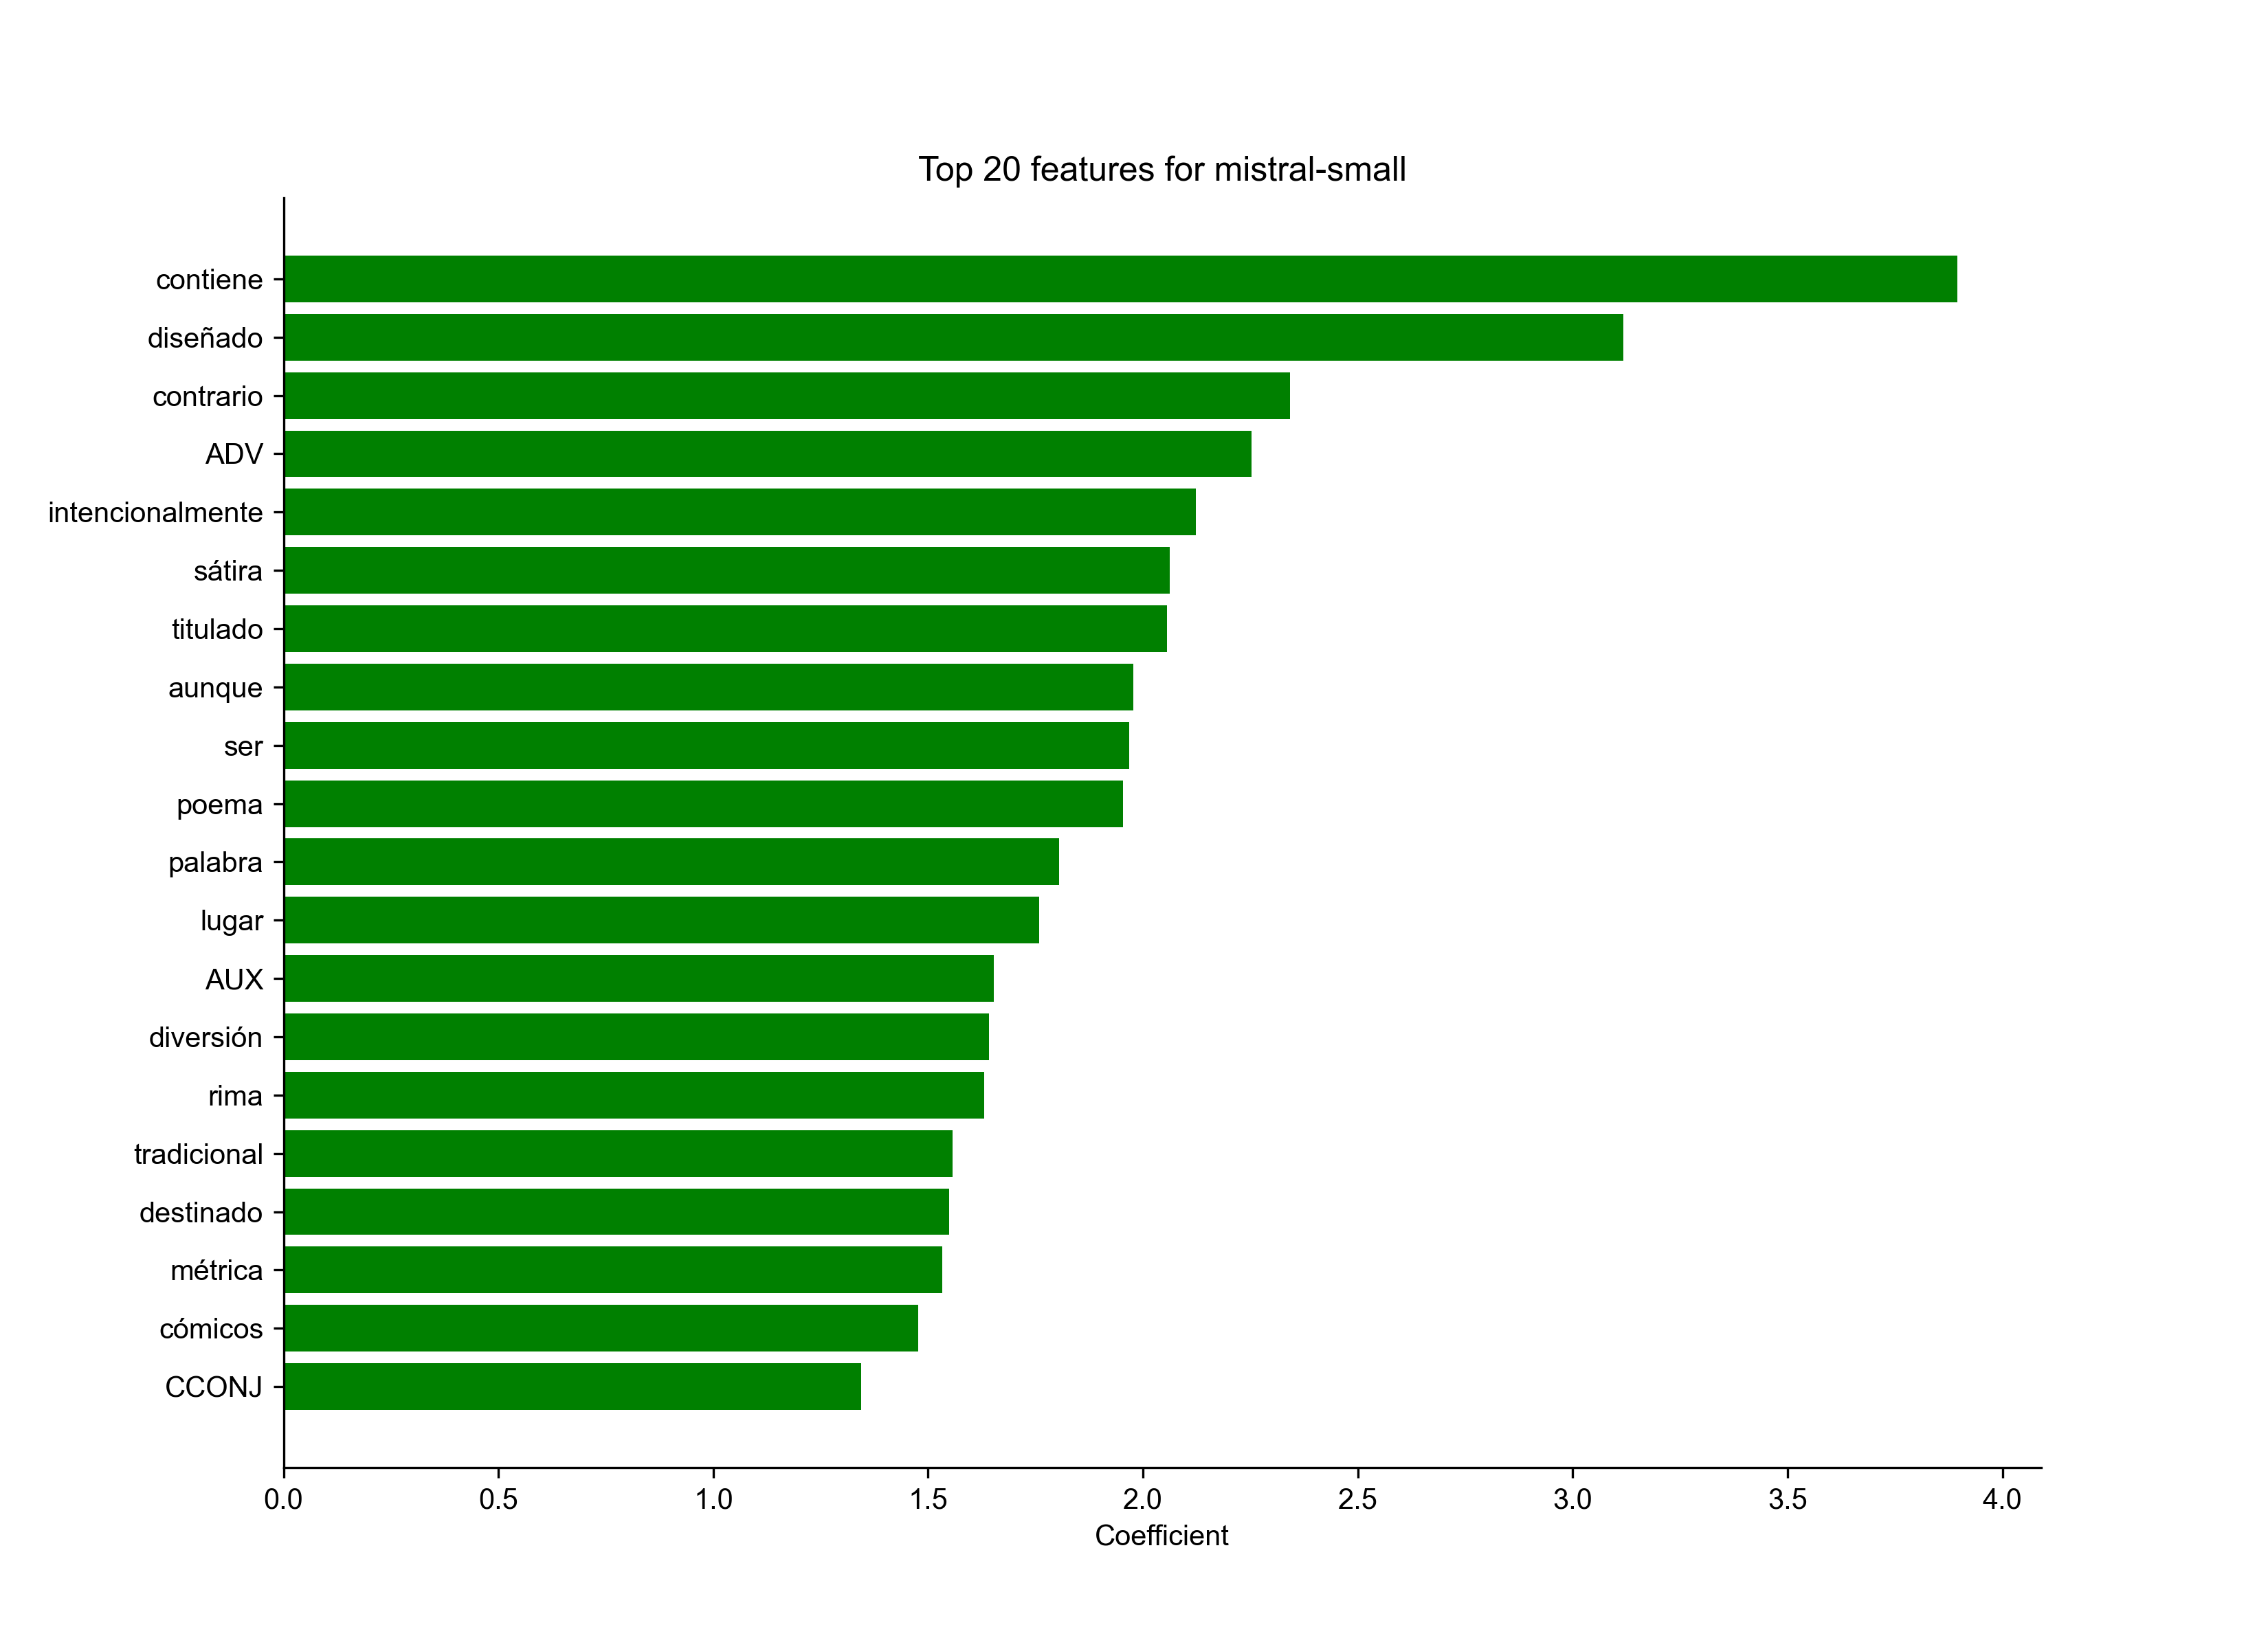 Top 20 features for mistral-small
contiene
diseñado
contrario
ADV
intencionalmente
sátira
titulado
aunque
ser
poema
palabra
lugar
AUX
diversión
rima
tradicional
destinado
métrica
cómicos
CCONJ
0.0 0.5 1.0 1.5 2.0 2.5 3.0 3.5 4.0
Coefficient